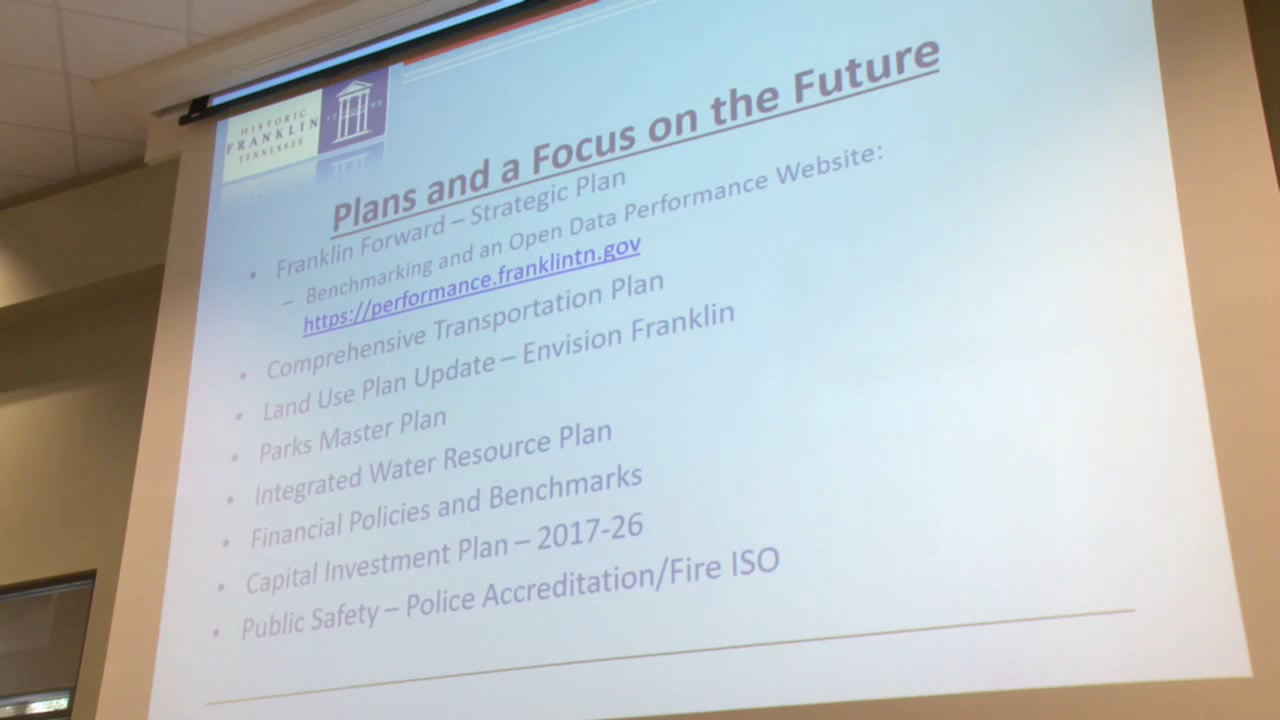 HISTORIC
FRANKLIN
TENNESSEE
Plans and a Focus on the Future
• Franklin Forward – Strategic Plan
– Benchmarking and an Open Data Performance Website:
https://performance.franklintn.gov
• Comprehensive Transportation Plan
• Land Use Plan Update – Envision Franklin
• Parks Master Plan
• Integrated Water Resource Plan
• Financial Policies and Benchmarks
• Capital Investment Plan – 2017-26
• Public Safety – Police Accreditation/Fire ISO